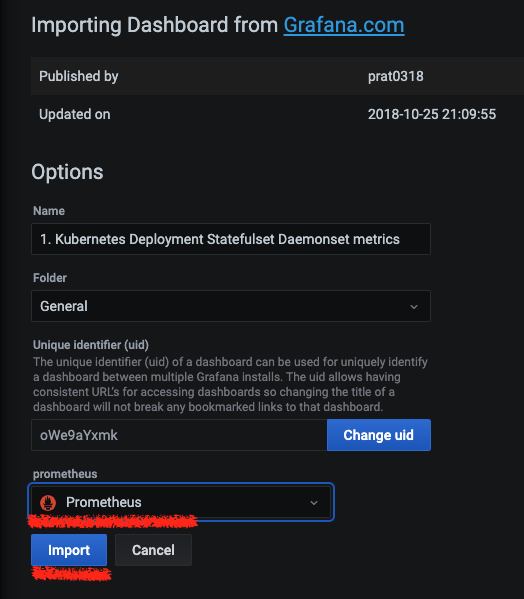 Importing Dashboard from Grafana.com
Published by prat0318
Updated on 2018-10-25 21:09:55
Options
Name
1. Kubernetes Deployment Statefulset Daemonset metrics
Folder
General
Unique identifier (uid)
The unique identifier (uid) of a dashboard can be used for uniquely identify
a dashboard between multiple Grafana installs. The uid allows having
consistent URL's for accessing dashboards so changing the title of a
dashboard will not break any bookmarked links to that dashboard.
oWe9aYxmk Change uid
prometheus
Prometheus
Import Cancel